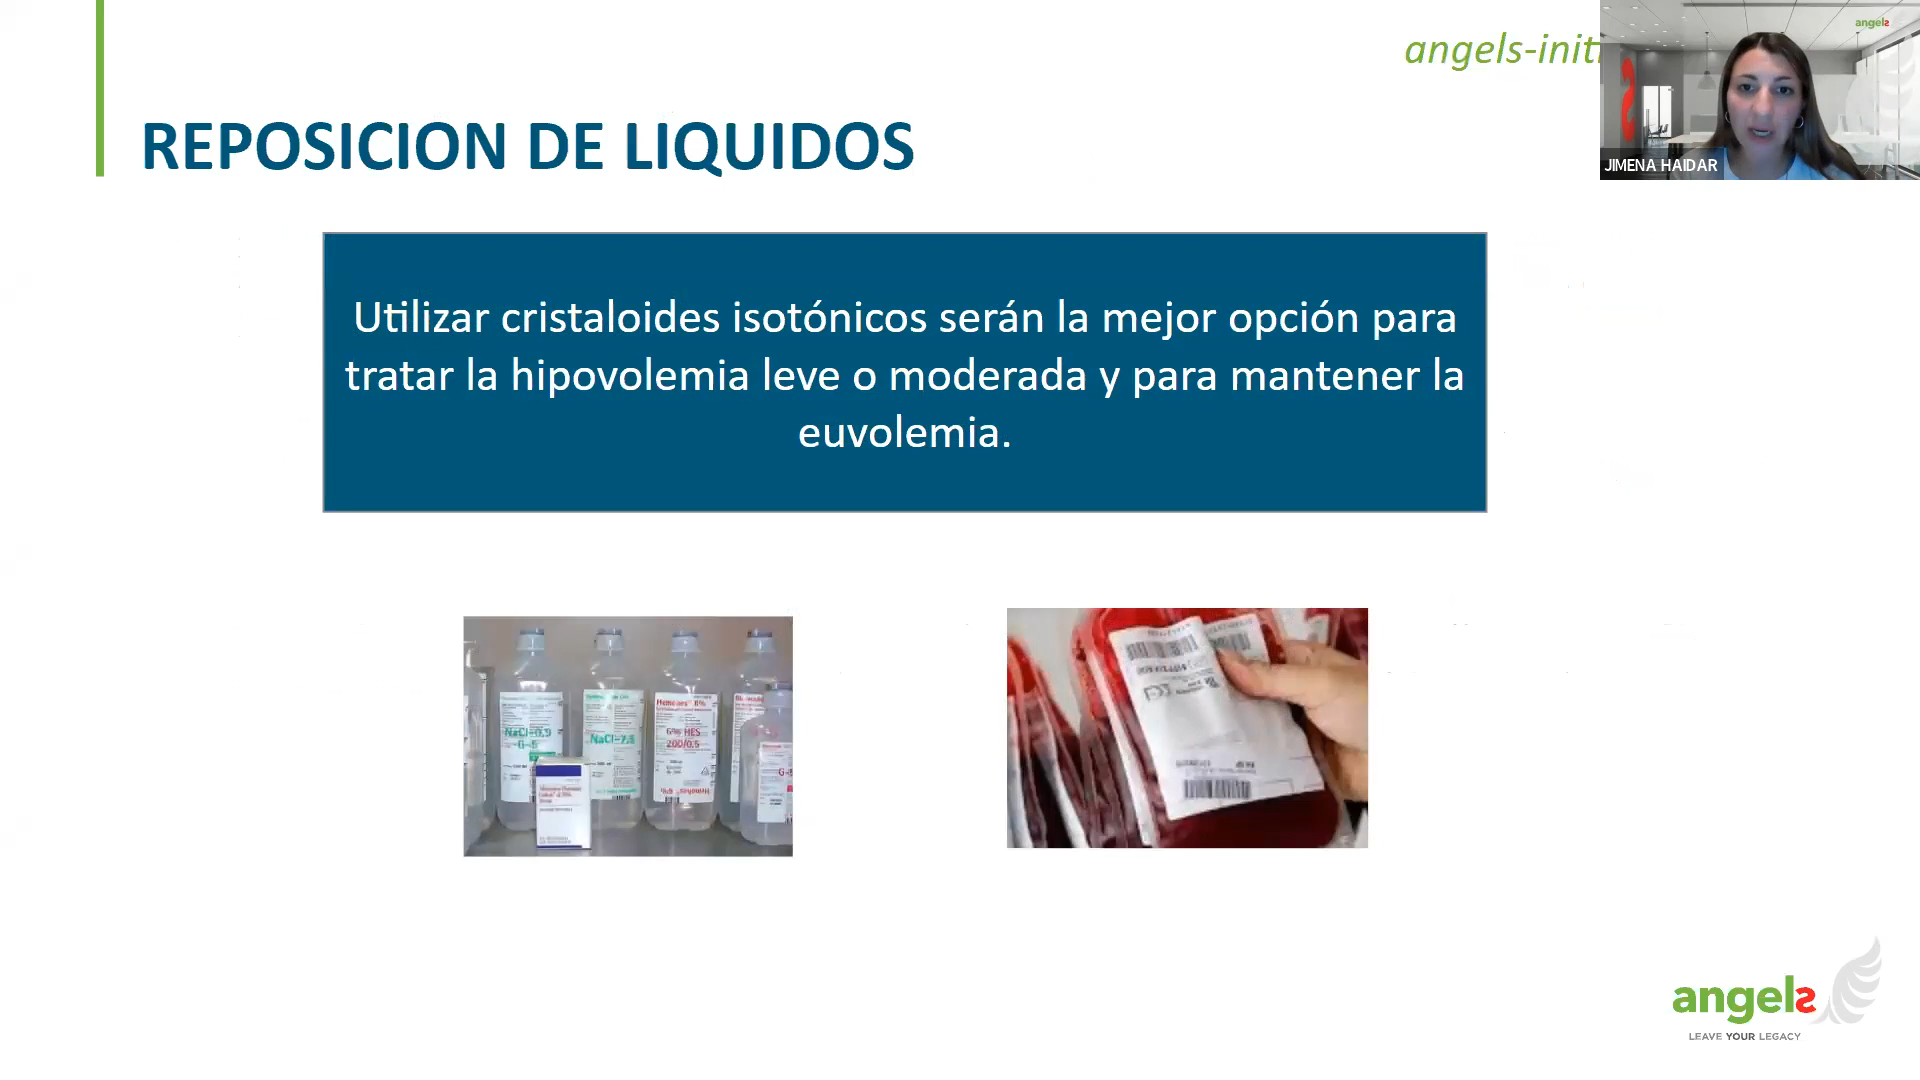 angels-initi
angels
JIMENA HAIDAR
REPOSICION DE LIQUIDOS
Utilizar cristaloides isotónicos serán la mejor opción para
tratar la hipovolemia leve o moderada y para mantener la
euvolemia.
NaCl-0,9
G-5
NaCl-7,5
6% HES
200/0,5
angels
LEAVE YOUR LEGACY